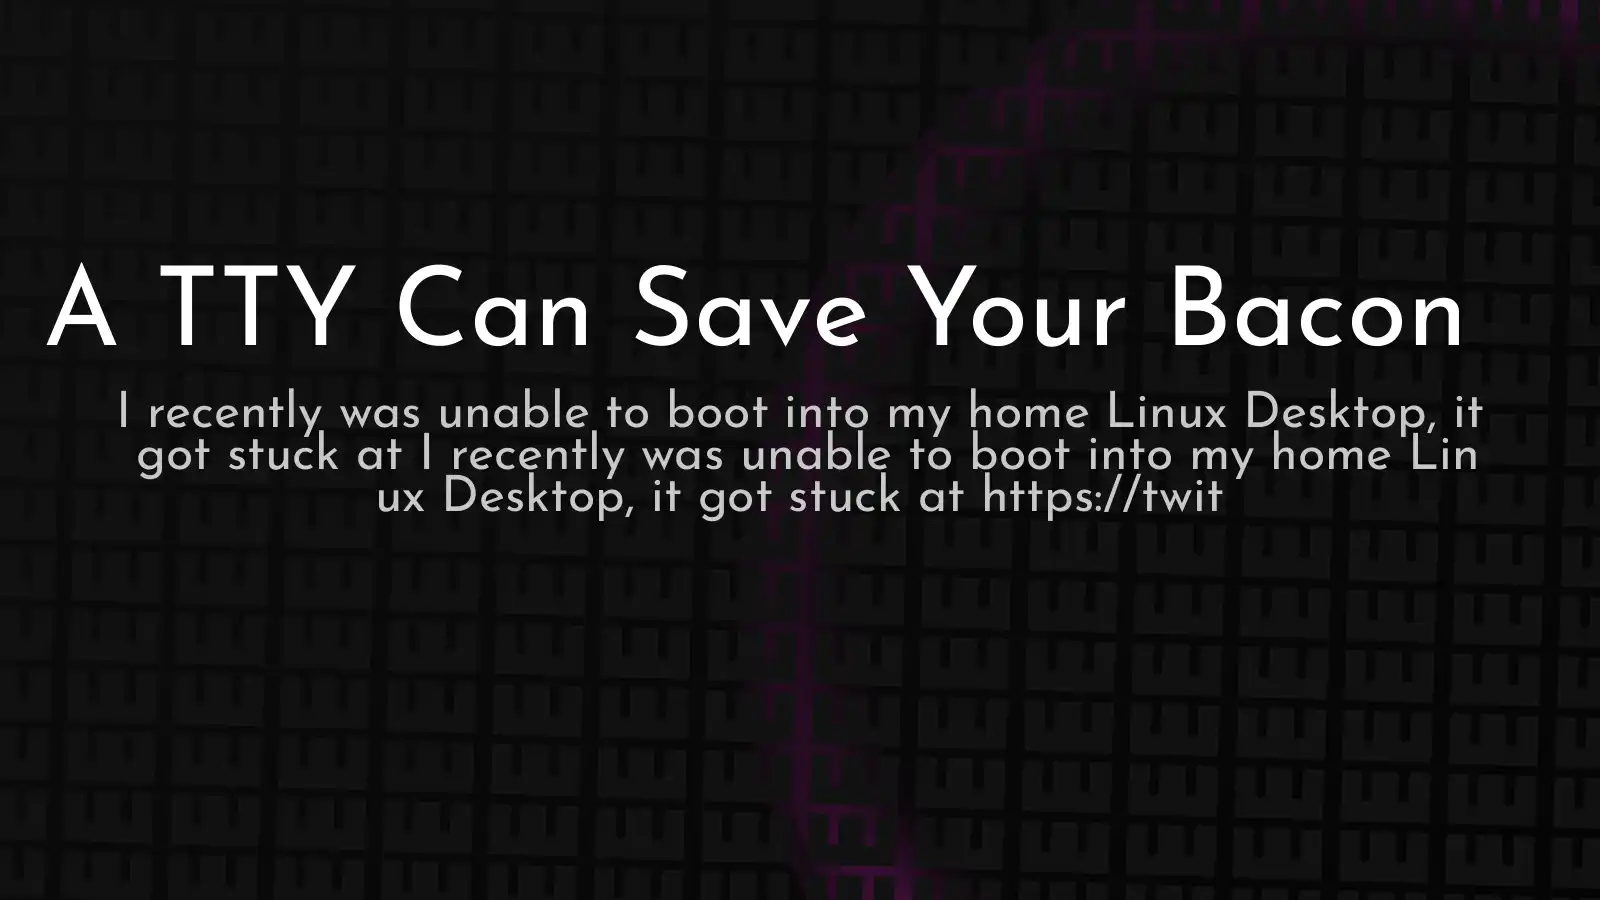 A TTY Can Save Your Bacon
I recently was unable to boot into my home Linux Desktop, it
got stuck at I recently was unable to boot into my home Lin
ux Desktop, it got stuck at https://twit